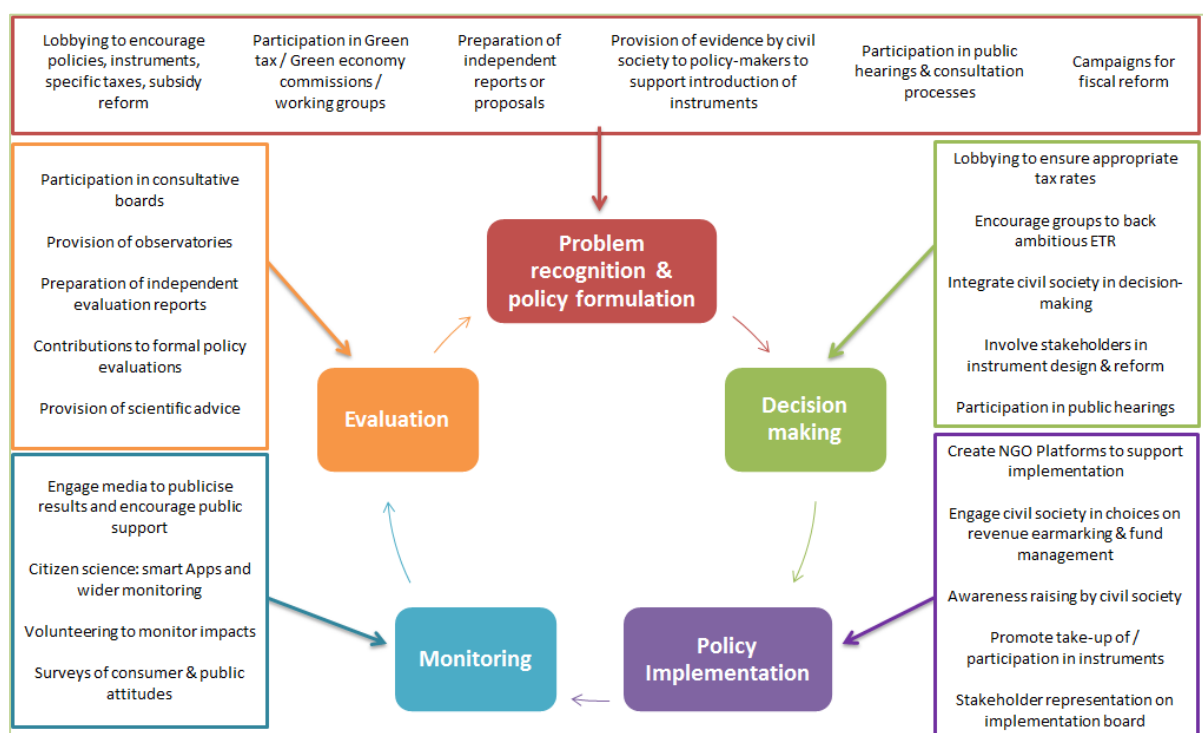 Lobbying to encourage
policies, instruments,
specific taxes, subsidy
reform
Participation in Green
tax / Green economy
commissions /
working groups
Preparation of
independent
reports or
proposals
Provision of evidence by civil
society to policy-makers to
support introduction of
instruments
Participation in public
hearings & consultation
processes
Campaigns for
fiscal reform
Participation in consultative
boards
Provision of observatories
Preparation of independent
evaluation reports
Contributions to formal policy
evaluations
Provision of scientific advice
Problem
recognition &
policy formulation
Lobbying to ensure appropriate
tax rates
Encourage groups to back
ambitious ETR
Integrate civil society in decision-
making
Involve stakeholders in
instrument design & reform
Participation in public hearings
Evaluation
Decision
making
Engage media to publicise
results and encourage public
support
Citizen science: smart Apps and
wider monitoring
Volunteering to monitor impacts
Surveys of consumer & public
attitudes
Monitoring
Policy
Implementation
Create NGO Platforms to support
implementation
Engage civil society in choices on
revenue earmarking & fund
management
Awareness raising by civil society
Promote take-up of /
participation in instruments
Stakeholder representation on
implementation board